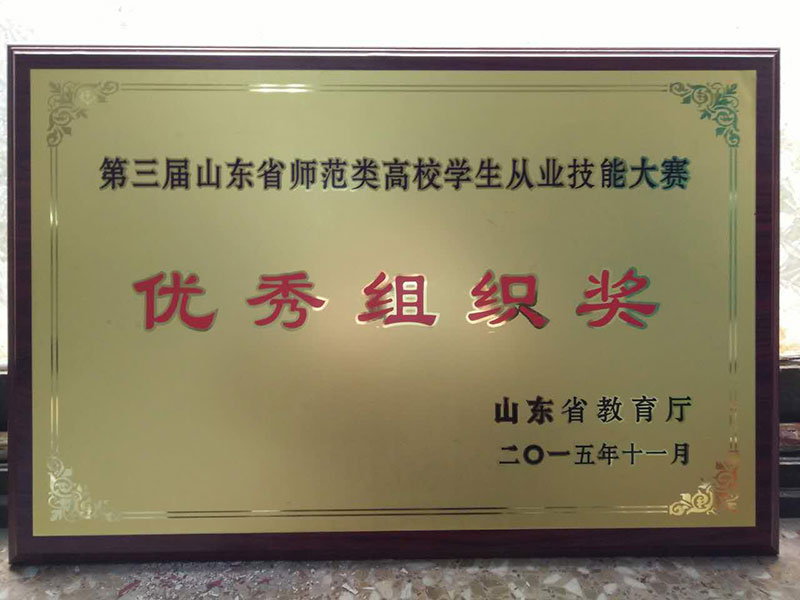 第三届山东省师范类高校学生从业技能大赛
优秀组织奖
山东省教育厅
二〇一五年十一月